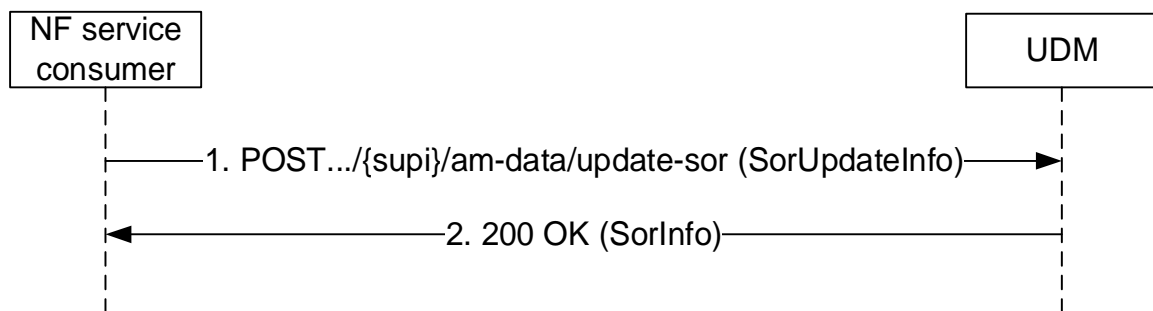 NF service
consumer
UDM
1. POST.../{supi}/am-data/update-sor (SorUpdateInfo)
2. 200 OK (SorInfo)